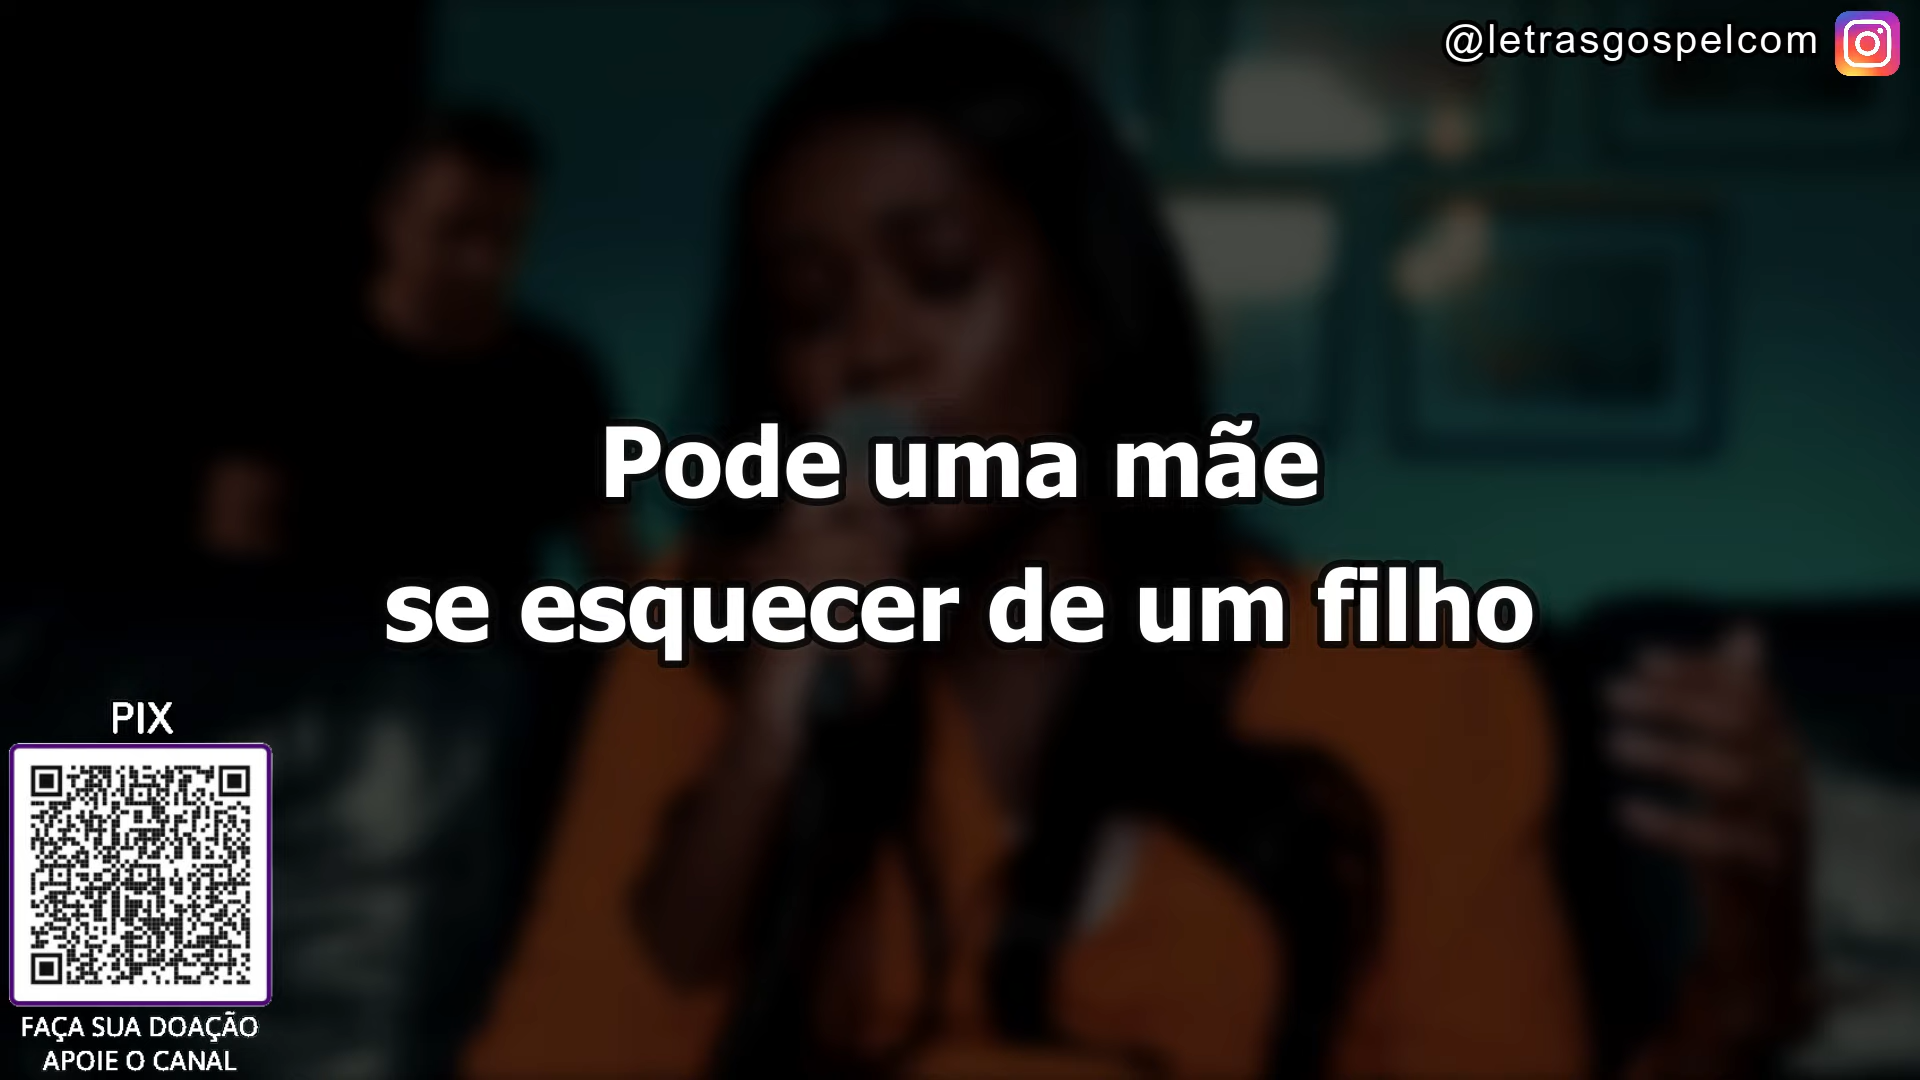 @letrasgospelcom
Pode uma mãe
se esquecer de um filho
PIX
FAÇA SUA DOAÇÃO
APOIE O CANAL